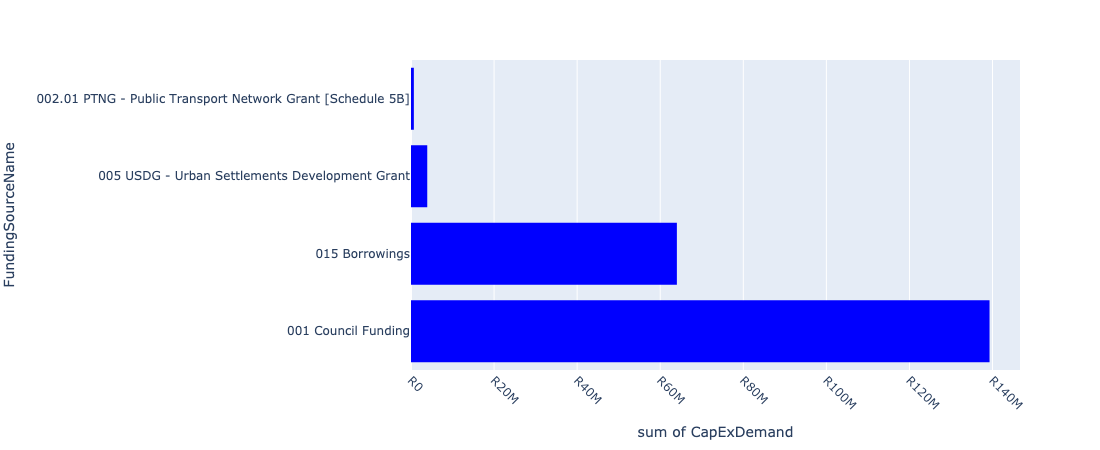 FundingSourceName
002.01 PTNG - Public Transport Network Grant [Schedule 5B]
005 USDG - Urban Settlements Development Grant
015 Borrowings
001 Council Funding
R0
R20M
R40M
R60M
R80M
R100M
R120M
R140M
sum of CapExDemand